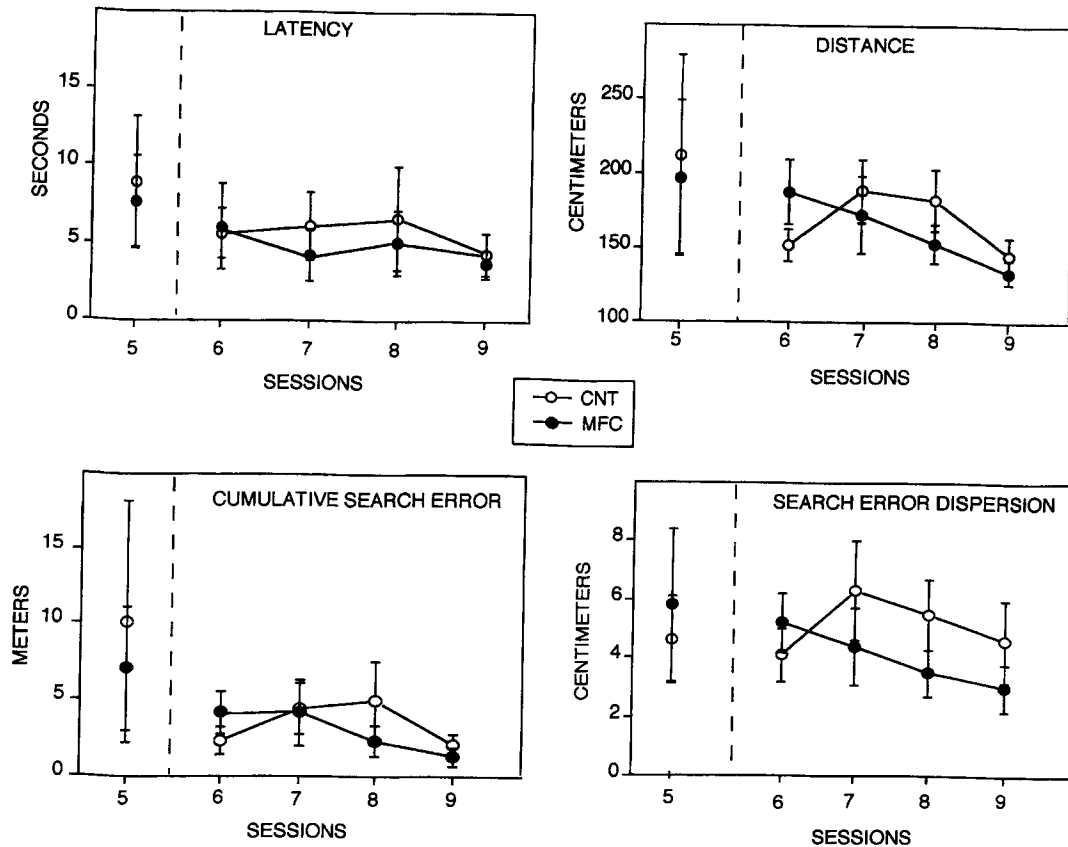 LATENCY
SECONDS
15
10
5
0
5
6
7
8
9
SESSIONS
DISTANCE
CENTIMETERS
250
200
150
100
5
6
7
8
9
SESSIONS
CNT
MFC
CUMULATIVE SEARCH ERROR
METERS
15
10
5
0
5
6
7
8
9
SESSIONS
SEARCH ERROR DISPERSION
CENTIMETERS
8
6
4
2
0
5
6
7
8
9
SESSIONS